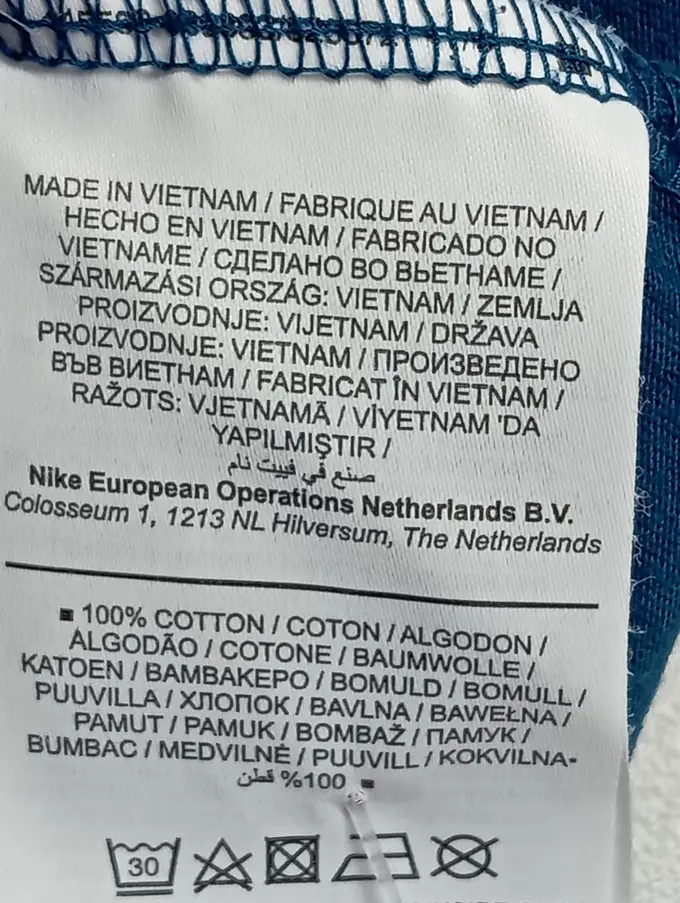 MADE IN VIETNAM / FABRIQUE AU VIETNAM /
HECHO EN VIETNAM / FABRICADO NO
VIETNAME / СДЕЛАНО ВО ВЬЕТНАМЕ /
SZÁRMAZÁSI ORSZÁG: VIETNAM / ZEMLJA
PROIZVODNJE: VIJETNAM / DRŽAVA
PROIZVODNJE: VIETNAM / ПРОИЗВЕДЕНО
ВЪВ ВИЕТНАМ / FABRICAT ÎN VIETNAM /
RAŽOTS: VJETNAMĀ / VİYETNAM 'DA
YAPILMIŞTIR /
صنع في فييت نام
Nike European Operations Netherlands B.V.
Colosseum 1, 1213 NL Hilversum, The Netherlands
100% COTTON / COTON / ALGODON /
ALGODÃO / COTONE / BAUMWOLLE /
KATOEN / ΒΑΜΒΑΚΕΡΟ / BOMULD / BOMULL /
PUUVILLA / ХЛОПОК / BAVLNA / BAWEŁNA /
PAMUT / PAMUK / BOMBAŽ / ПАМУК /
BUMBAC / MEDVILNĖ / PUUVILL / KOKVILNA-
100% قطن
30